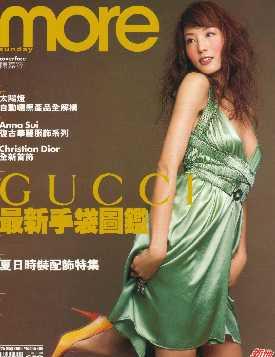 more
sunday
coverface
太陽燈
自動曬黑產品全解構
Anna Sui
復古華麗服飾系列
Christian Dior
全新首飾
GUCCI
最新手袋圖鑑
夏日時裝配飾特集